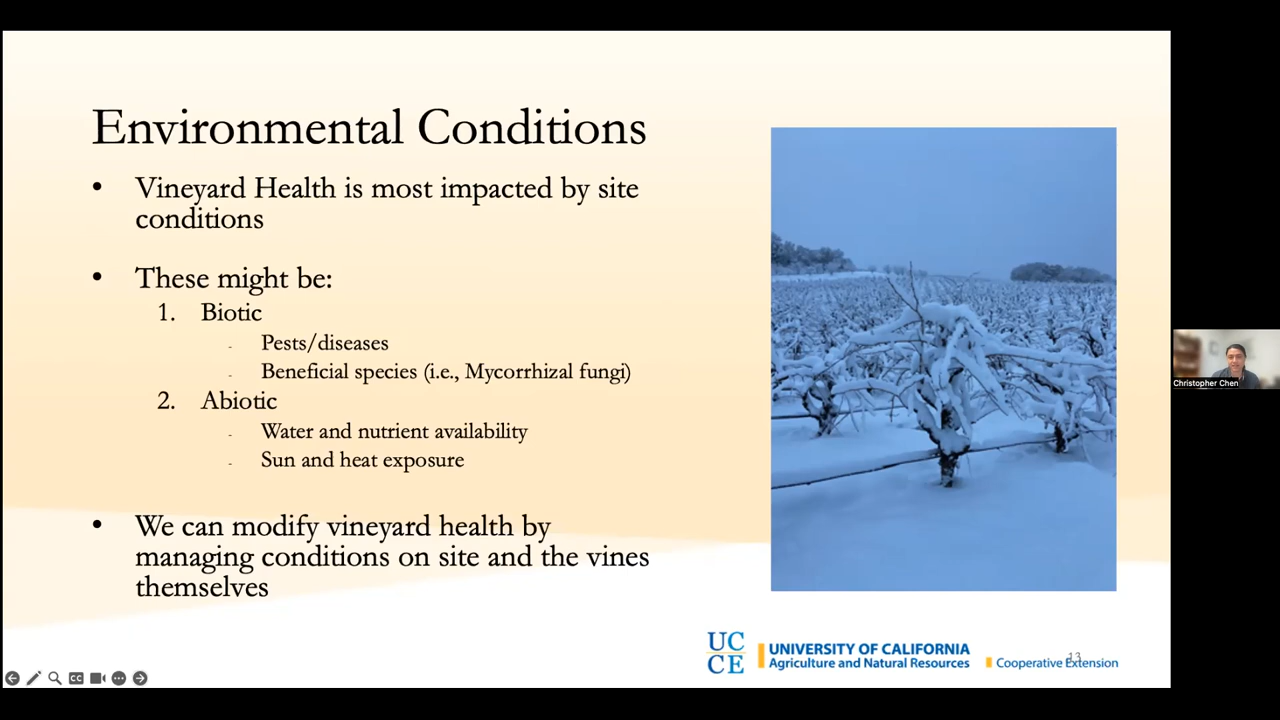 Environmental Conditions
• Vineyard Health is most impacted by site
conditions
• These might be:
1. Biotic
- Pests/diseases
- Beneficial species (i.e., Mycorrhizal fungi)
2. Abiotic
- Water and nutrient availability
- Sun and heat exposure
• We can modify vineyard health by
managing conditions on site and the vines
themselves
Christopher Chen
UC
CE
UNIVERSITY OF CALIFORNIA
Agriculture and Natural Resources
Cooperative Extension
13
CC